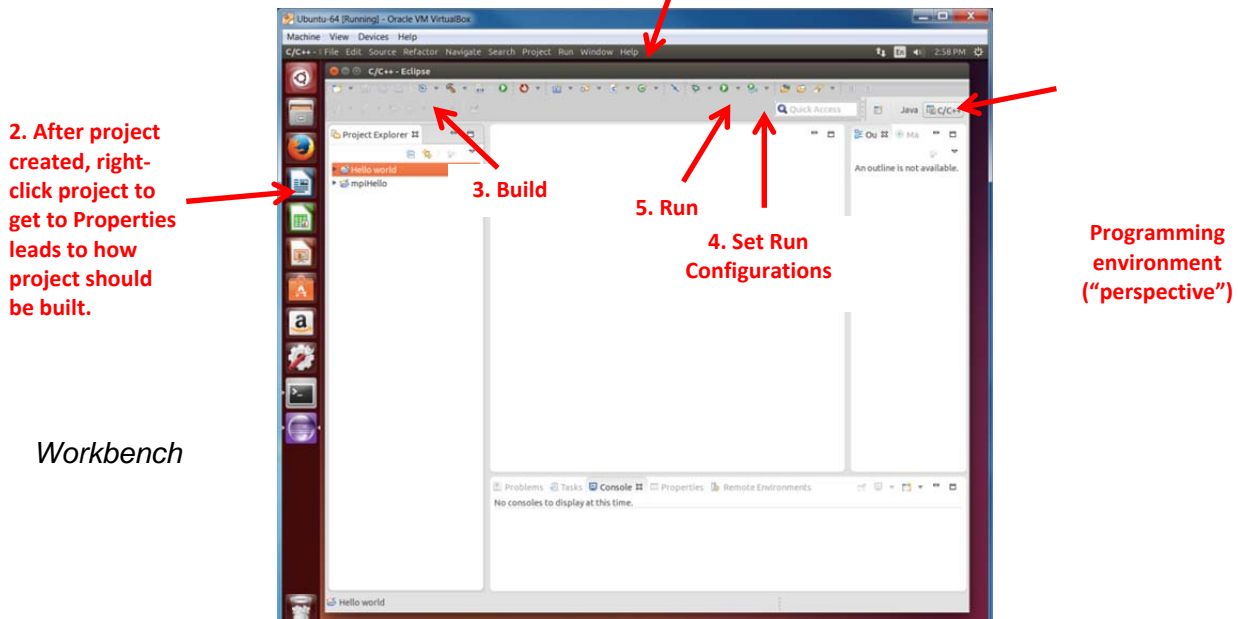 Ubuntu-64 [Running] - Oracle VM VirtualBox
Machine View Devices Help
C/C++ - File Edit Source Refactor Navigate Search Project Run Window Help
En 2:58 PM
C/C++ - Eclipse
Quick Access
Java C/C++
Project Explorer
Ou Ma
An outline is not available.
Hello world
mpiHello
2. After project
created, right-
click project to
get to Properties
leads to how
project should
be built.
3. Build
5. Run
4. Set Run
Configurations
Programming
environment
(“perspective”)
Workbench
Problems Tasks Console Properties Remote Environments
No consoles to display at this time.
Hello world